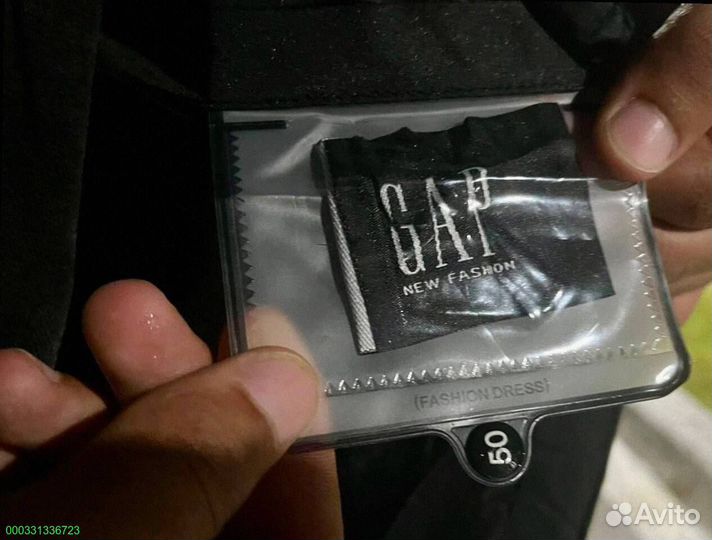 GAP
NEW FASHION
(FASHION DRESS)
50
000331336723
Avito